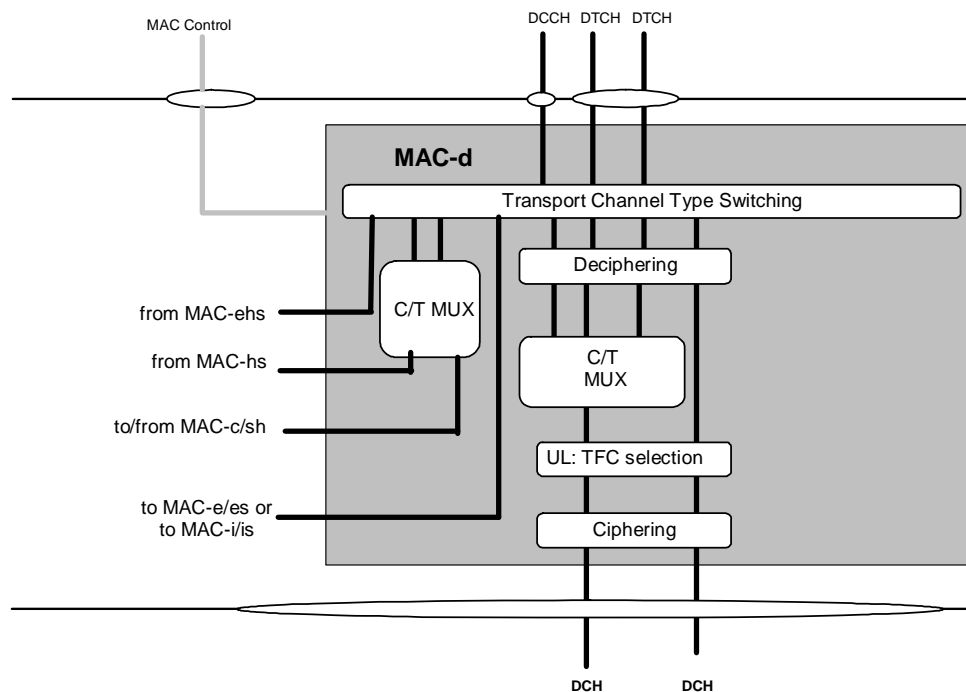 MAC Control
DCCH DTCH DTCH
MAC-d
Transport Channel Type Switching
Deciphering
from MAC-ehs
C/T MUX
from MAC-hs
C/T
MUX
to/from MAC-c/sh
UL: TFC selection
to MAC-e/es or
to MAC-i/is
Ciphering
DCH DCH